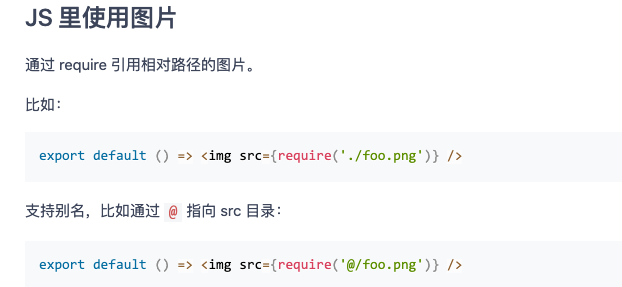 JS 里使用图片
通过 require 引用相对路径的图片。
比如：
export default () => <img src={require('./foo.png')} />
支持别名，比如通过 @ 指向 src 目录：
export default () => <img src={require('@/foo.png')} />